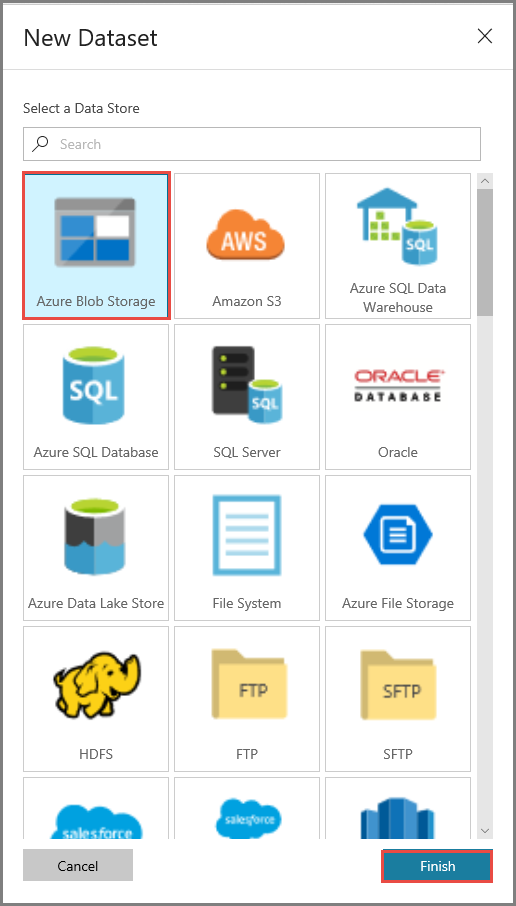 New Dataset
Select a Data Store
Search
Azure Blob Storage
AWS
Amazon S3
SQL
Azure SQL Data
Warehouse
SQL
Azure SQL Database
SQL
SQL Server
ORACLE
DATABASE
Oracle
Azure Data Lake Store
File System
Azure File Storage
HDFS
FTP
FTP
SFTP
SFTP
salesforce
salesforce
Cancel
Finish